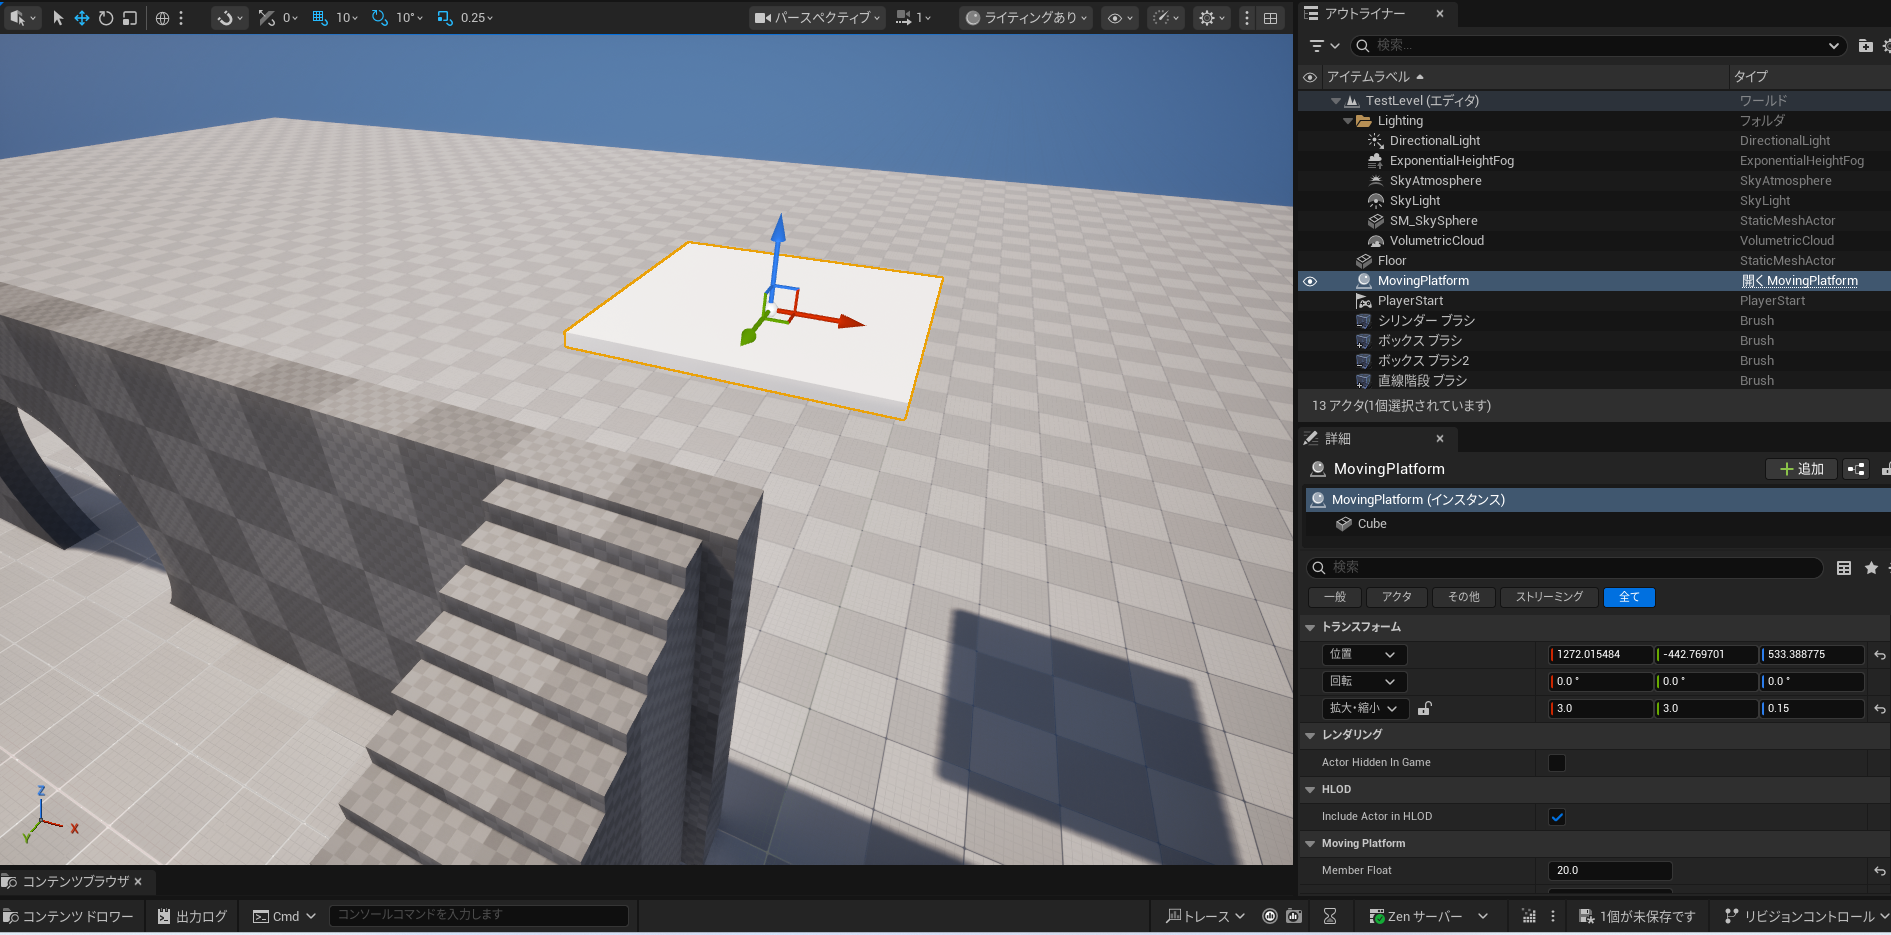 0
10
10°
0.25
パースペクティブ
1
ライティングあり
アウトライナー
検索...
アイテムラベル
タイプ
TestLevel (エディタ)
ワールド
Lighting
フォルダ
DirectionalLight
DirectionalLight
ExponentialHeightFog
ExponentialHeightFog
SkyAtmosphere
SkyAtmosphere
SkyLight
SkyLight
SM_SkySphere
StaticMeshActor
VolumetricCloud
VolumetricCloud
Floor
StaticMeshActor
MovingPlatform
開く MovingPlatform
PlayerStart
PlayerStart
シリンダー ブラシ
Brush
ボックス ブラシ
Brush
ボックス ブラシ2
Brush
直線階段 ブラシ
Brush
13 アクタ(1個選択されています)
詳細
MovingPlatform
追加
MovingPlatform (インスタンス)
Cube
検索
一般
アクタ
その他
ストリーミング
全て
トランスフォーム
位置
1272.015484
-442.769701
533.388775
回転
0.0 °
0.0 °
0.0 °
拡大・縮小
3.0
3.0
0.15
レンダリング
Actor Hidden In Game
HLOD
Include Actor in HLOD
Moving Platform
Member Float
20.0
Z
X
Y
コンテンツブラウザ
コンテンツ ドロワー
出力ログ
Cmd
コンソールコマンドを入力します
トレース
Zen サーバー
1個が未保存です
リビジョンコントロール